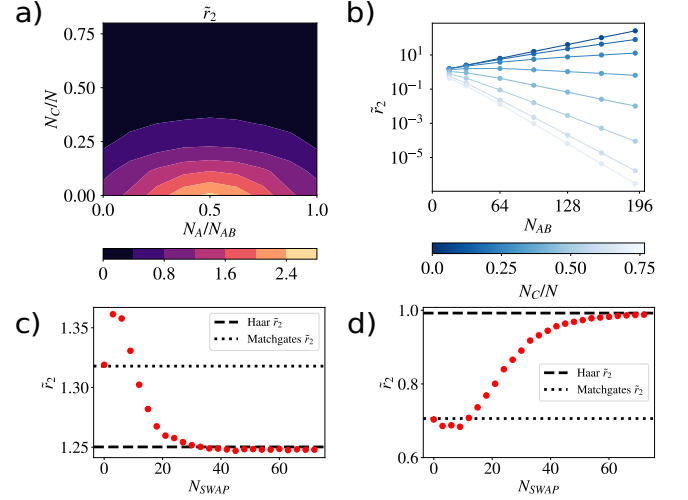 a)
r̃₂
N_C/N
0.75
0.50
0.25
0.00
0.0
0.5
1.0
N_A/N_AB
0
0.8
1.6
2.4
b)
r̃₂
10¹
10⁻¹
10⁻³
10⁻⁵
0
64
128
196
N_AB
0.0
0.25
0.50
0.75
N_C/N
c)
r̃₂
1.35
1.30
1.25
0
20
40
60
N_SWAP
Haar r̃₂
Matchgates r̃₂
d)
r̃₂
1.0
0.8
0.6
0
20
40
60
N_SWAP
Haar r̃₂
Matchgates r̃₂